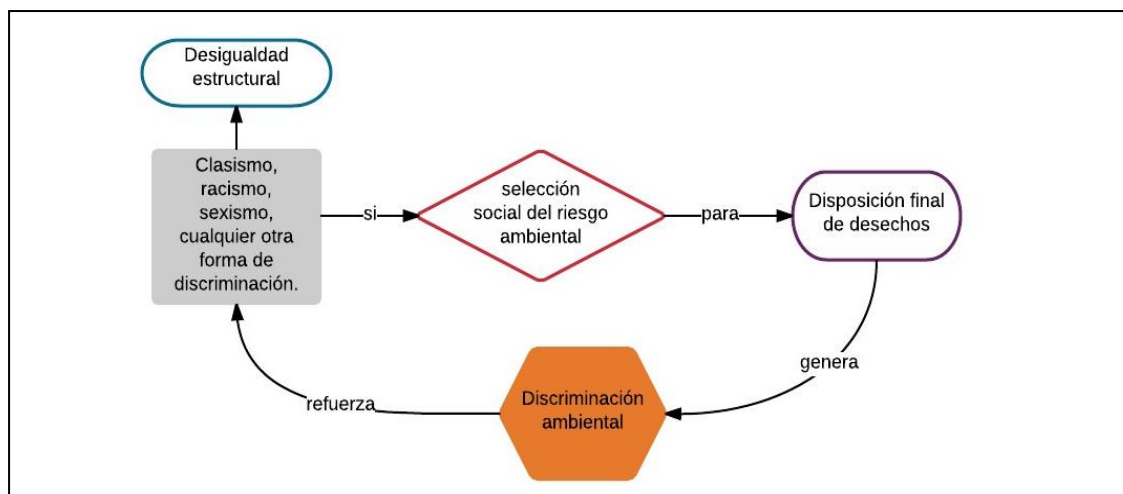 Desigualdad
estructural
Clasismo,
racismo,
sexismo,
cualquier otra
forma de
discriminación.
si
selección
social del riesgo
ambiental
para
Disposición final
de desechos
genera
Discriminación
ambiental
refuerza